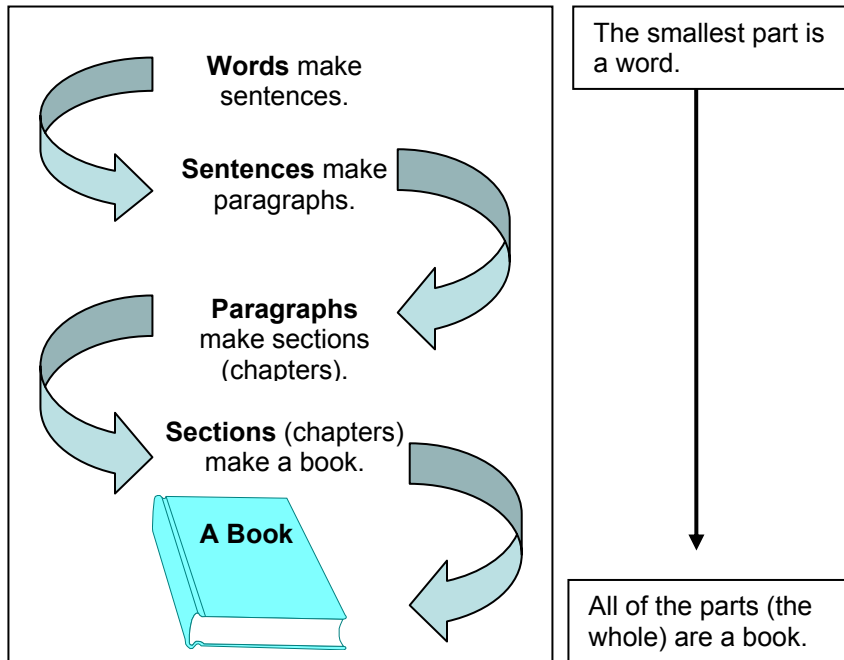 Words make
sentences.
Sentences make
paragraphs.
Paragraphs
make sections
(chapters).
Sections (chapters)
make a book.
A Book
The smallest part is
a word.
All of the parts (the
whole) are a book.